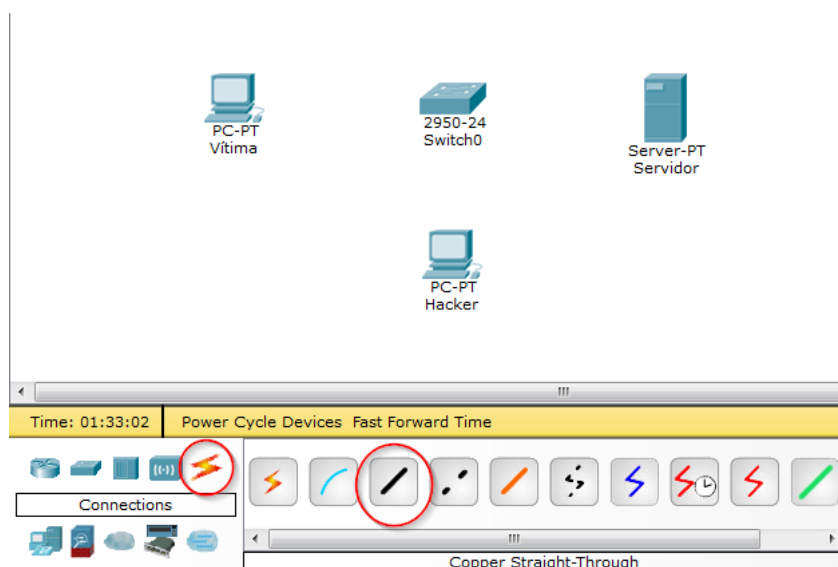 PC-PT
Vítima
2950-24
Switch0
Server-PT
Servidor
PC-PT
Hacker
Time: 01:33:02
Power Cycle Devices Fast Forward Time
Connections
Copper Straight-Through